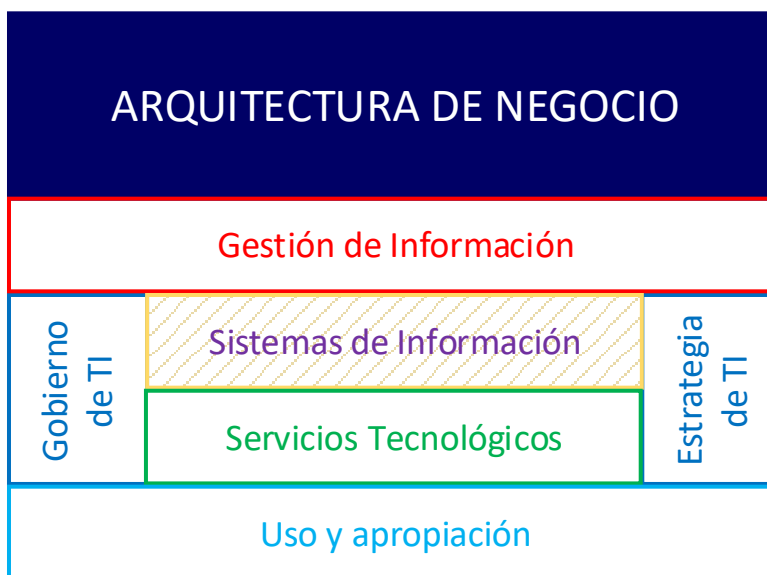 ARQUITECTURA DE NEGOCIO
Gestión de Información
Gobierno
de TI
Sistemas de Información
Servicios Tecnológicos
Estrategia
de TI
Uso y apropiación